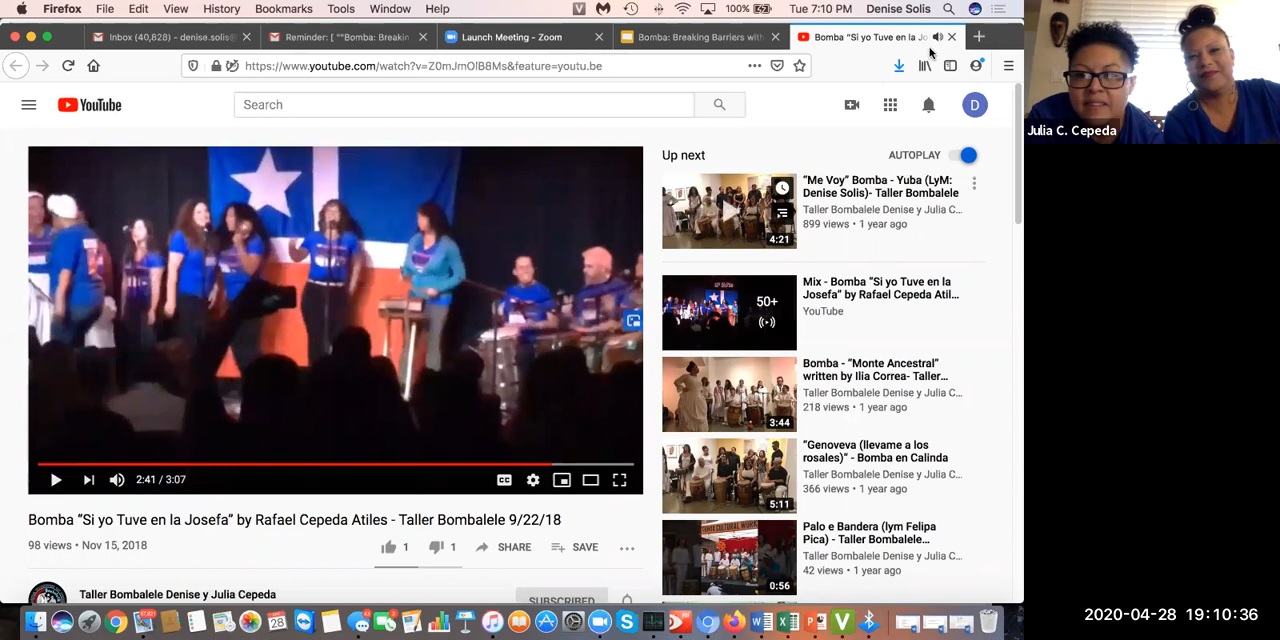 Firefox File Edit View History Bookmarks Tools Window Help 100% Tue 7:10 PM Denise Solis
Inbox (40,828) - denise.solis@ Reminder: [ **Bomba: Breakin Launch Meeting - Zoom Bomba: Breaking Barriers with Bomba "Si yo Tuve en la Jo
https://www.youtube.com/watch?v=Z0mJmOlB8Ms&feature=youtu.be
YouTube
Search
D
Julia C. Cepeda
2:41 / 3:07
Bomba "Si yo Tuve en la Josefa" by Rafael Cepeda Atiles - Taller Bombalele 9/22/18
98 views • Nov 15, 2018
1 1 SHARE SAVE
Taller Bombalele Denise y Julia Cepeda
SUBSCRIBED
Up next AUTOPLAY
4:21
"Me Voy" Bomba - Yuba (LyM:
Denise Solis)- Taller Bombalele
Taller Bombalele Denise y Julia C...
899 views • 1 year ago
50+
Mix - Bomba "Si yo Tuve en la
Josefa" by Rafael Cepeda Atil...
YouTube
3:44
Bomba - "Monte Ancestral"
written by Ilia Correa- Taller...
Taller Bombalele Denise y Julia C...
218 views • 1 year ago
5:11
"Genoveva (llevame a los
rosales)" - Bomba en Calinda
Taller Bombalele Denise y Julia C...
366 views • 1 year ago
0:56
Palo e Bandera (lym Felipa
Pica) - Taller Bombalele...
Taller Bombalele Denise y Julia C...
42 views • 1 year ago
2020-04-28 19:10:36